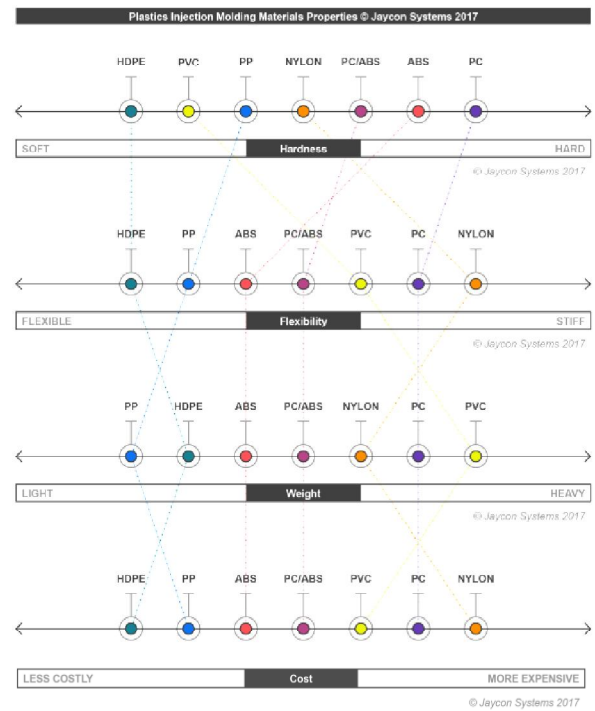 Plastics Injection Molding Materials Properties © Jaycon Systems 2017
HDPE PVC PP NYLON PC/ABS ABS PC
SOFT Hardness HARD
© Jaycon Systems 2017
HDPE PP ABS PC/ABS PVC PC NYLON
FLEXIBLE Flexibility STIFF
© Jaycon Systems 2017
PP HDPE ABS PC/ABS NYLON PC PVC
LIGHT Weight HEAVY
© Jaycon Systems 2017
HDPE PP ABS PC/ABS PVC PC NYLON
LESS COSTLY Cost MORE EXPENSIVE
© Jaycon Systems 2017